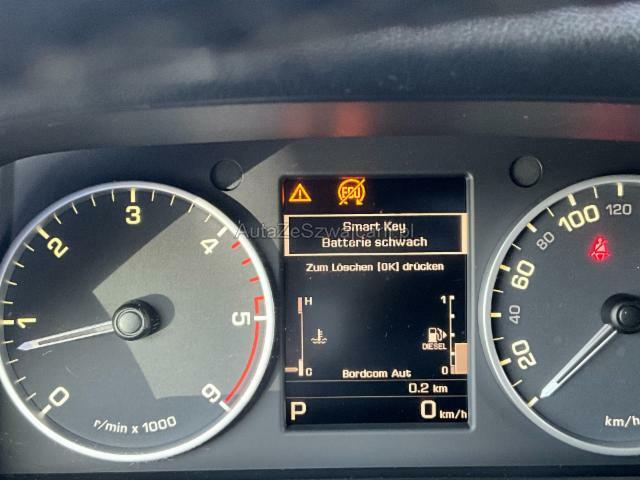 ECO
Smart Key
Batterie schwach
AutaZeSzwajcarii.pl
Zum Löschen [OK] drücken
H
1
DIESEL
C
0
Bordcom Aut
0.2 km
P
0 km/h
0
1
2
3
4
5
6
r/min x 1000
20
40
60
80
100
120
km/h